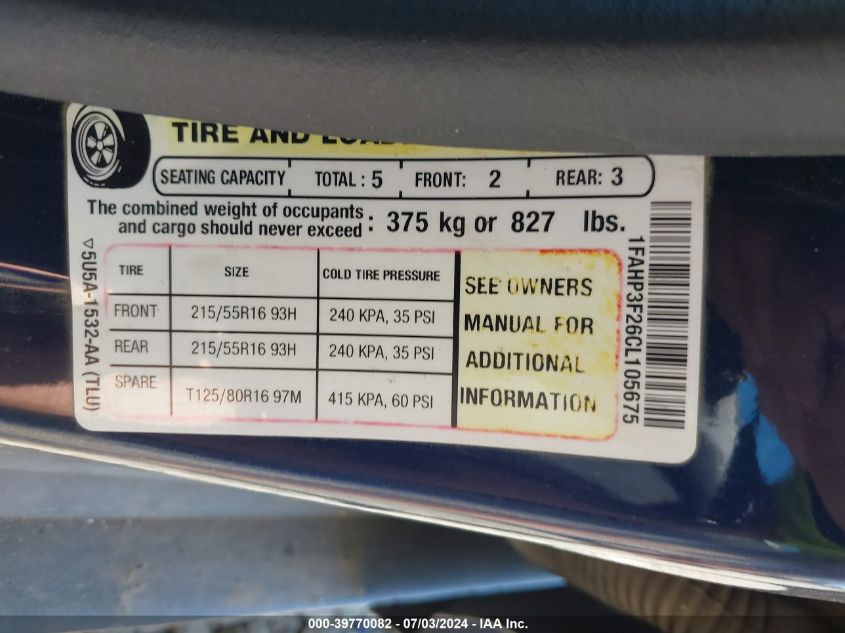 TIRE AND LOAD
SEATING CAPACITY TOTAL : 5 FRONT: 2 REAR: 3
The combined weight of occupants
and cargo should never exceed : 375 kg or 827 lbs.
TIRE SIZE COLD TIRE PRESSURE
FRONT 215/55R16 93H 240 KPA, 35 PSI
REAR 215/55R16 93H 240 KPA, 35 PSI
SPARE T125/80R16 97M 415 KPA, 60 PSI
SEE OWNERS
MANUAL FOR
ADDITIONAL
INFORMATION
5U5A-1532-AA (TLU)
1FAHP3F26CL105675
000-39770082 - 07/03/2024 - IAA Inc.